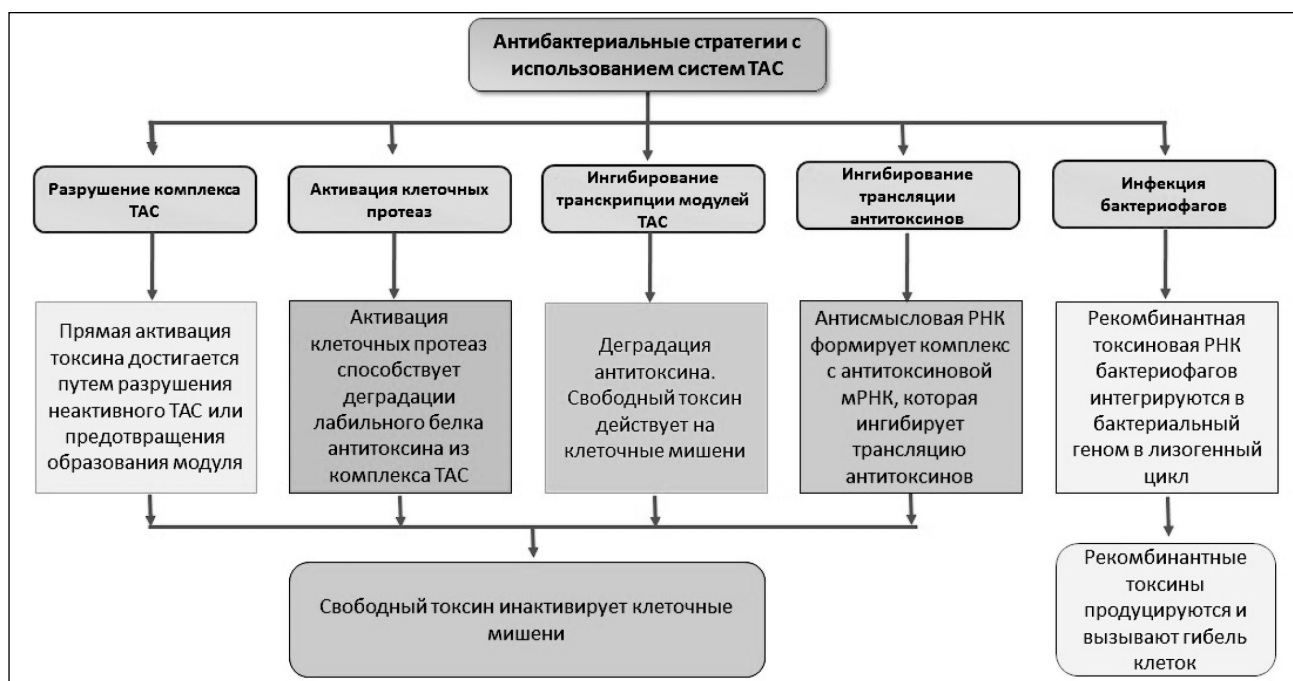 Антибактериальные стратегии с
использованием систем ТАС
Разрушение комплекса
ТАС
Активация клеточных
протеаз
Ингибирование
транскрипции модулей
ТАС
Ингибирование
трансляции
антитоксинов
Инфекция
бактериофагов
Прямая активация
токсина достигается
путем разрушения
неактивного ТАС или
предотвращения
образования модуля
Активация
клеточных протеаз
способствует
деградации
лабильного белка
антитоксина из
комплекса ТАС
Деградация
антитоксина.
Свободный токсин
действует на
клеточные мишени
Антисмысловая РНК
формирует комплекс
с антитоксиновой
мРНК, которая
ингибирует
трансляцию
антитоксинов
Рекомбинантная
токсиновая РНК
бактериофагов
интегрируются в
бактериальный
геном в лизогенный
цикл
Свободный токсин инактивирует клеточные
мишени
Рекомбинантные
токсины
продуцируются и
вызывают гибель
клеток